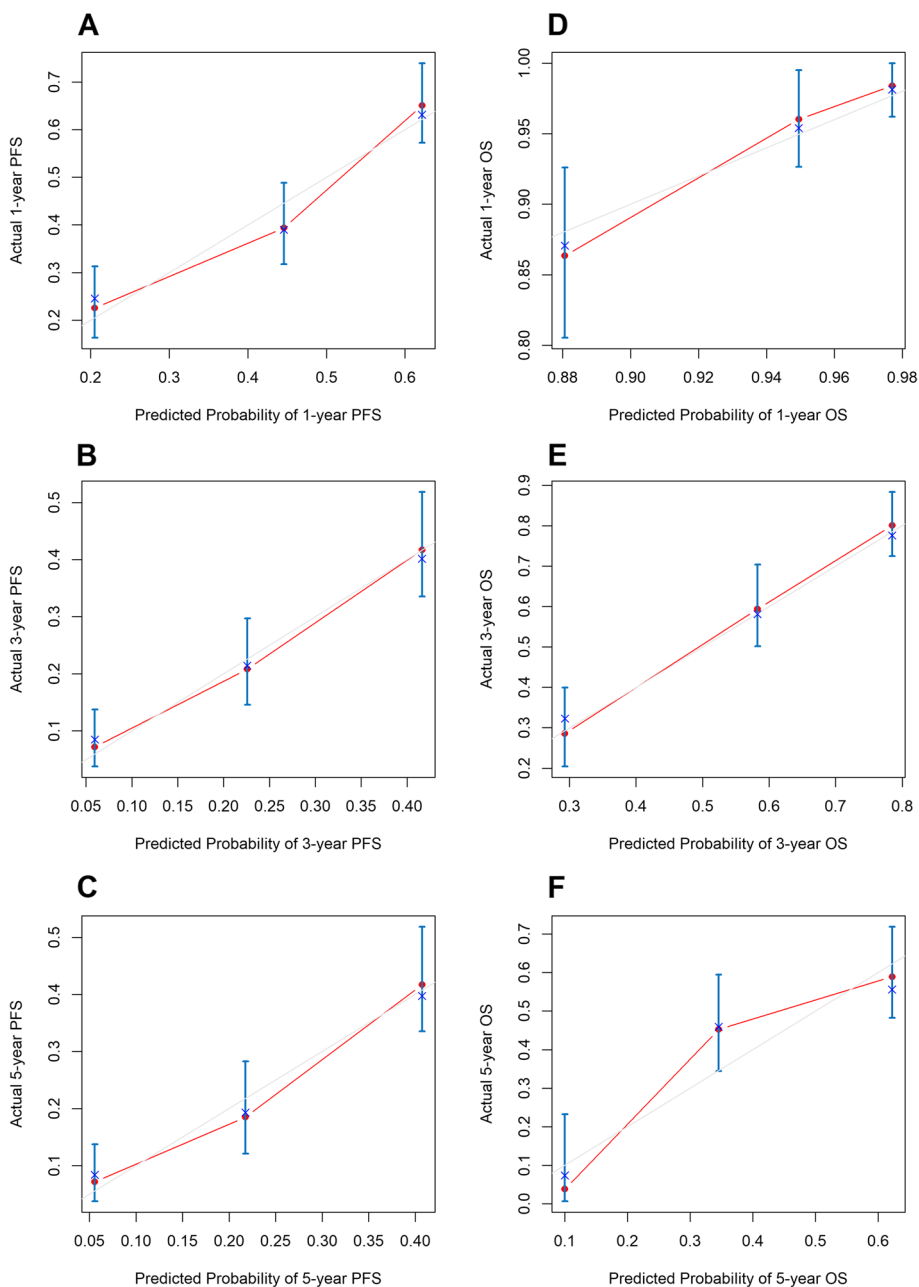 A
Actual 1-year PFS
0.7
0.6
0.5
0.4
0.3
0.2
0.2 0.3 0.4 0.5 0.6
Predicted Probability of 1-year PFS
D
Actual 1-year OS
1.00
0.95
0.90
0.85
0.80
0.88 0.90 0.92 0.94 0.96 0.98
Predicted Probability of 1-year OS
B
Actual 3-year PFS
0.5
0.4
0.3
0.2
0.1
0.05 0.10 0.15 0.20 0.25 0.30 0.35 0.40
Predicted Probability of 3-year PFS
E
Actual 3-year OS
0.9
0.8
0.7
0.6
0.5
0.4
0.3
0.2
0.3 0.4 0.5 0.6 0.7 0.8
Predicted Probability of 3-year OS
C
Actual 5-year PFS
0.5
0.4
0.3
0.2
0.1
0.05 0.10 0.15 0.20 0.25 0.30 0.35 0.40
Predicted Probability of 5-year PFS
F
Actual 5-year OS
0.7
0.6
0.5
0.4
0.3
0.2
0.1
0.0
0.1 0.2 0.3 0.4 0.5 0.6
Predicted Probability of 5-year OS